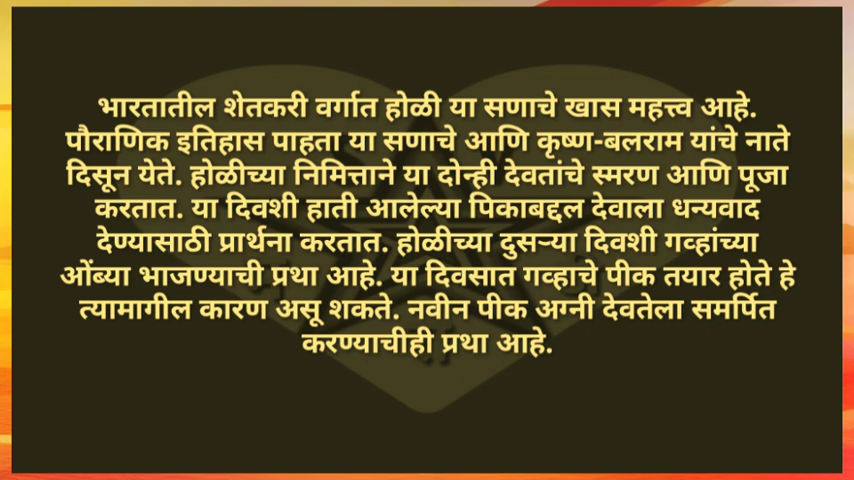 भारतातील शेतकरी वर्गात होळी या सणाचे खास महत्त्व आहे.
पौराणिक इतिहास पाहता या सणाचे आणि कृष्ण-बलराम यांचे नाते
दिसून येते. होळीच्या निमित्ताने या दोन्ही देवतांचे स्मरण आणि पूजा
करतात. या दिवशी हाती आलेल्या पिकाबद्दल देवाला धन्यवाद
देण्यासाठी प्रार्थना करतात. होळीच्या दुसऱ्या दिवशी गव्हांच्या
ओंब्या भाजण्याची प्रथा आहे. या दिवसात गव्हाचे पीक तयार होते हे
त्यामागील कारण असू शकते. नवीन पीक अग्नी देवतेला समर्पित
करण्याचीही प्रथा आहे.